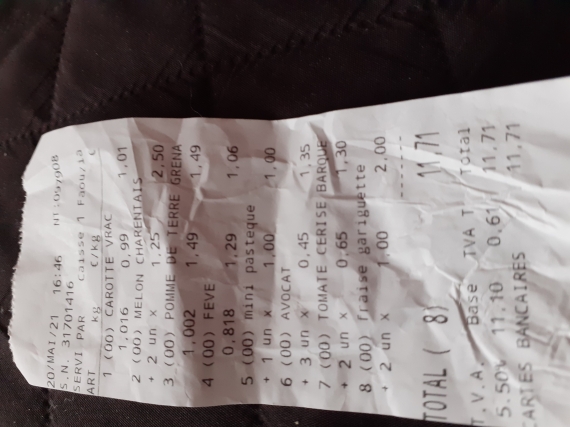 20/MAI/21 16:46 N1:097908
S.N. 31701416
SERVI PAR caisse 1 Faouzia
ART kg €/kg €
1 (00) CAROTTE VRAC
1,016 0,99 1,01
2 (00) MELON CHARENTAIS
+ 2 un x 1,25 2,50
3 (00) POMME DE TERRE GRENA
1,002 1,49 1,49
4 (00) FEVE
0,818 1,29 1,06
5 (00) mini pasteque
+ 1 un x 1,00 1,00
6 (00) AVOCAT
+ 3 un x 0,45 1,35
7 (00) TOMATE CERISE BARQUE
+ 2 un x 0,65 1,30
8 (00) fraise gariguette
+ 2 un x 1,00 2,00
TOTAL ( 8) 11,71
T.V.A. Base TVA T Total
5.50% 11,10 0,61 11,71
CARTES BANCAIRES 11,71